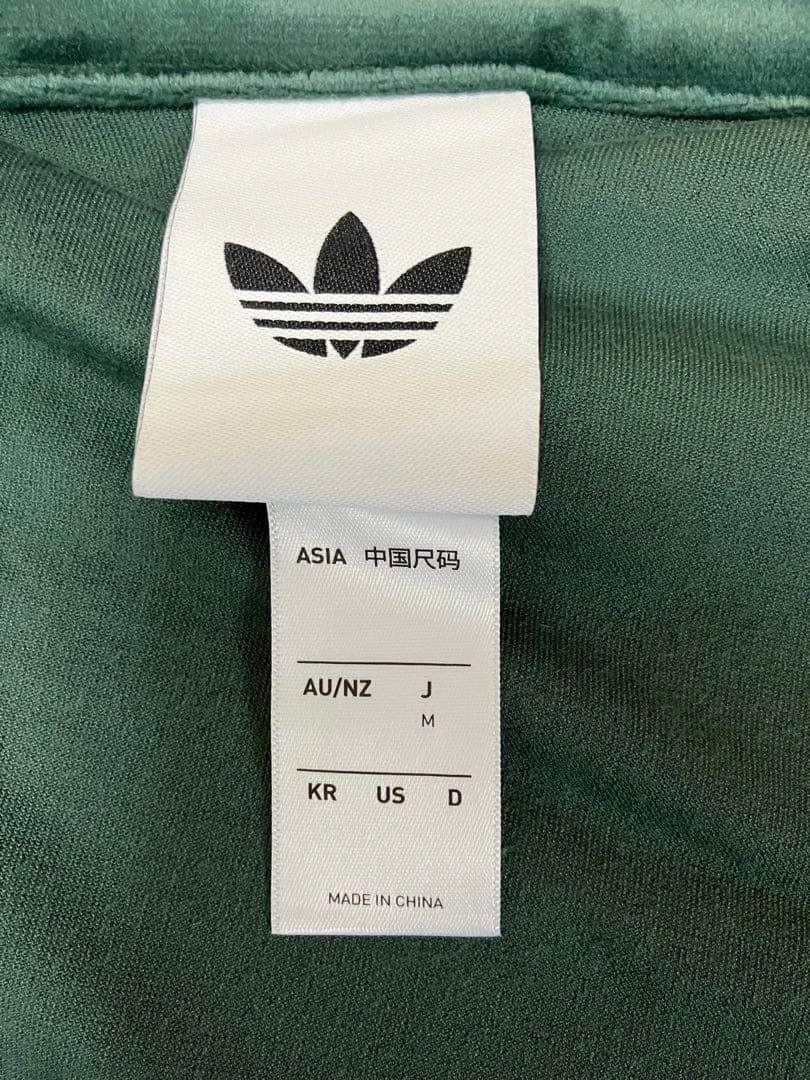 ASIA 中国尺码
AU/NZ J
M
KR US D
MADE IN CHINA